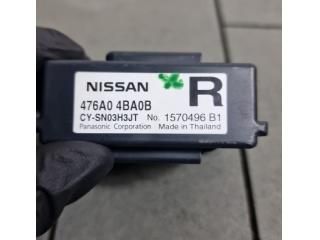 NISSAN R
476A0 4BA0B
CY-SN03H3JT No. 1570496 B1
Panasonic Corporation Made in Thailand